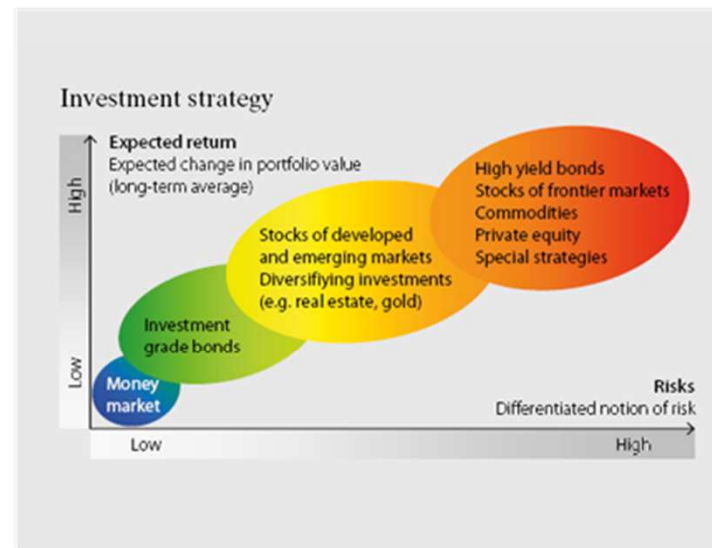 Investment strategy
Expected return
Expected change in portfolio value
(long-term average)
High
Low
High yield bonds
Stocks of frontier markets
Commodities
Private equity
Special strategies
Stocks of developed
and emerging markets
Diversifiying investments
(e.g. real estate, gold)
Investment
grade bonds
Money
market
Risks
Differentiated notion of risk
Low
High